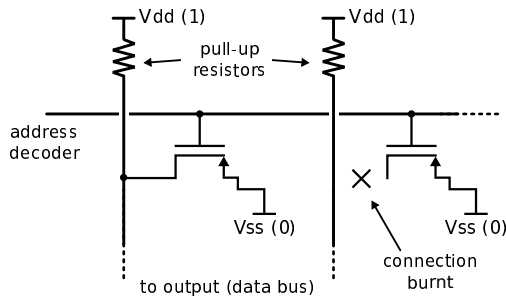 Vdd (1)
Vdd (1)
pull-up
resistors
address
decoder
Vss (0)
Vss (0)
connection
burnt
to output (data bus)